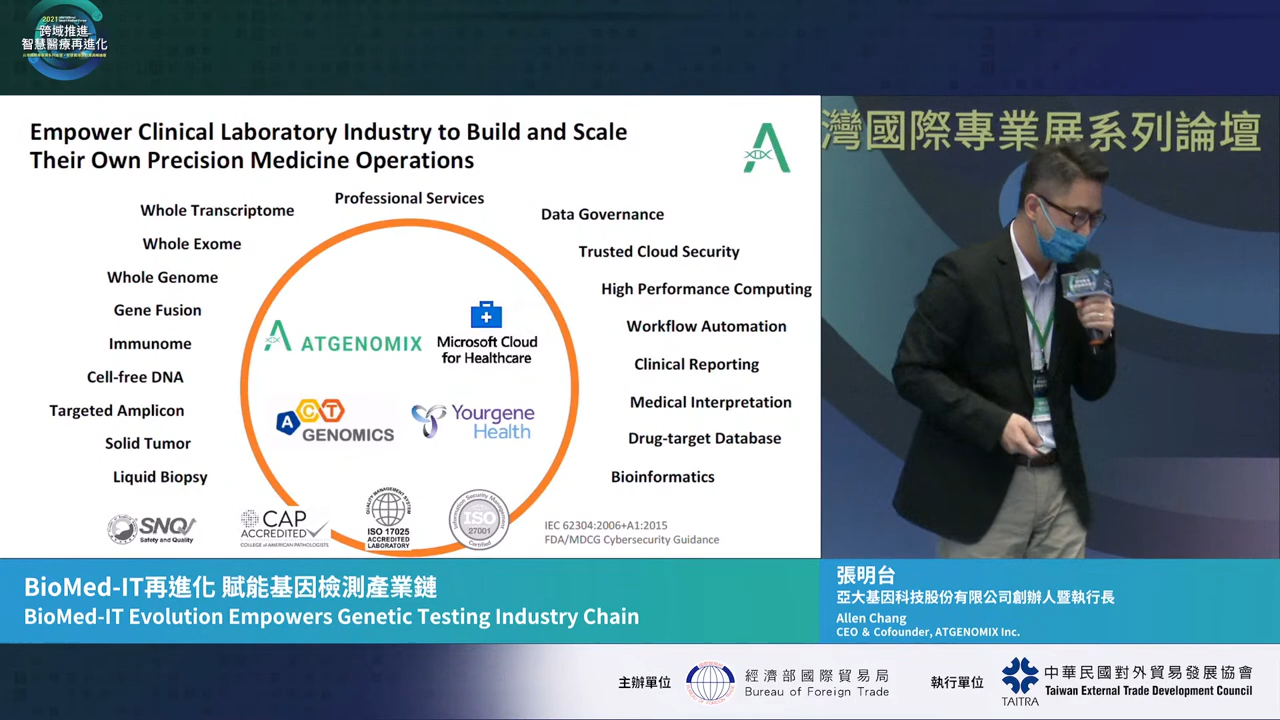 2021
跨域推進
智慧醫療再進化
Empower Clinical Laboratory Industry to Build and Scale
Their Own Precision Medicine Operations
Professional Services
Whole Transcriptome
Whole Exome
Whole Genome
Gene Fusion
Immunome
Cell-free DNA
Targeted Amplicon
Solid Tumor
Liquid Biopsy
Data Governance
Trusted Cloud Security
High Performance Computing
Workflow Automation
Clinical Reporting
Medical Interpretation
Drug-target Database
Bioinformatics
ATGENOMIX
Microsoft Cloud
for Healthcare
ACT
GENOMICS
Yourgene
Health
SNQ
Safety and Quality
CAP
ACCREDITED
COLLEGE of AMERICAN PATHOLOGISTS
QUALITY MANAGEMENT SYSTEM
ISO 17025
ACCREDITED
LABORATORY
Information Security Management
ISO
27001
Certified
IEC 62304:2006+A1:2015
FDA/MDCG Cybersecurity Guidance
灣國際專業展系列論壇
BioMed-IT再進化 賦能基因檢測產業鏈
BioMed-IT Evolution Empowers Genetic Testing Industry Chain
張明台
亞大基因科技股份有限公司創辦人暨執行長
Allen Chang
CEO & Cofounder, ATGENOMIX Inc.
主辦單位
經濟部國際貿易局
Bureau of Foreign Trade
執行單位
TAITRA
中華民國對外貿易發展協會
Taiwan External Trade Development Council